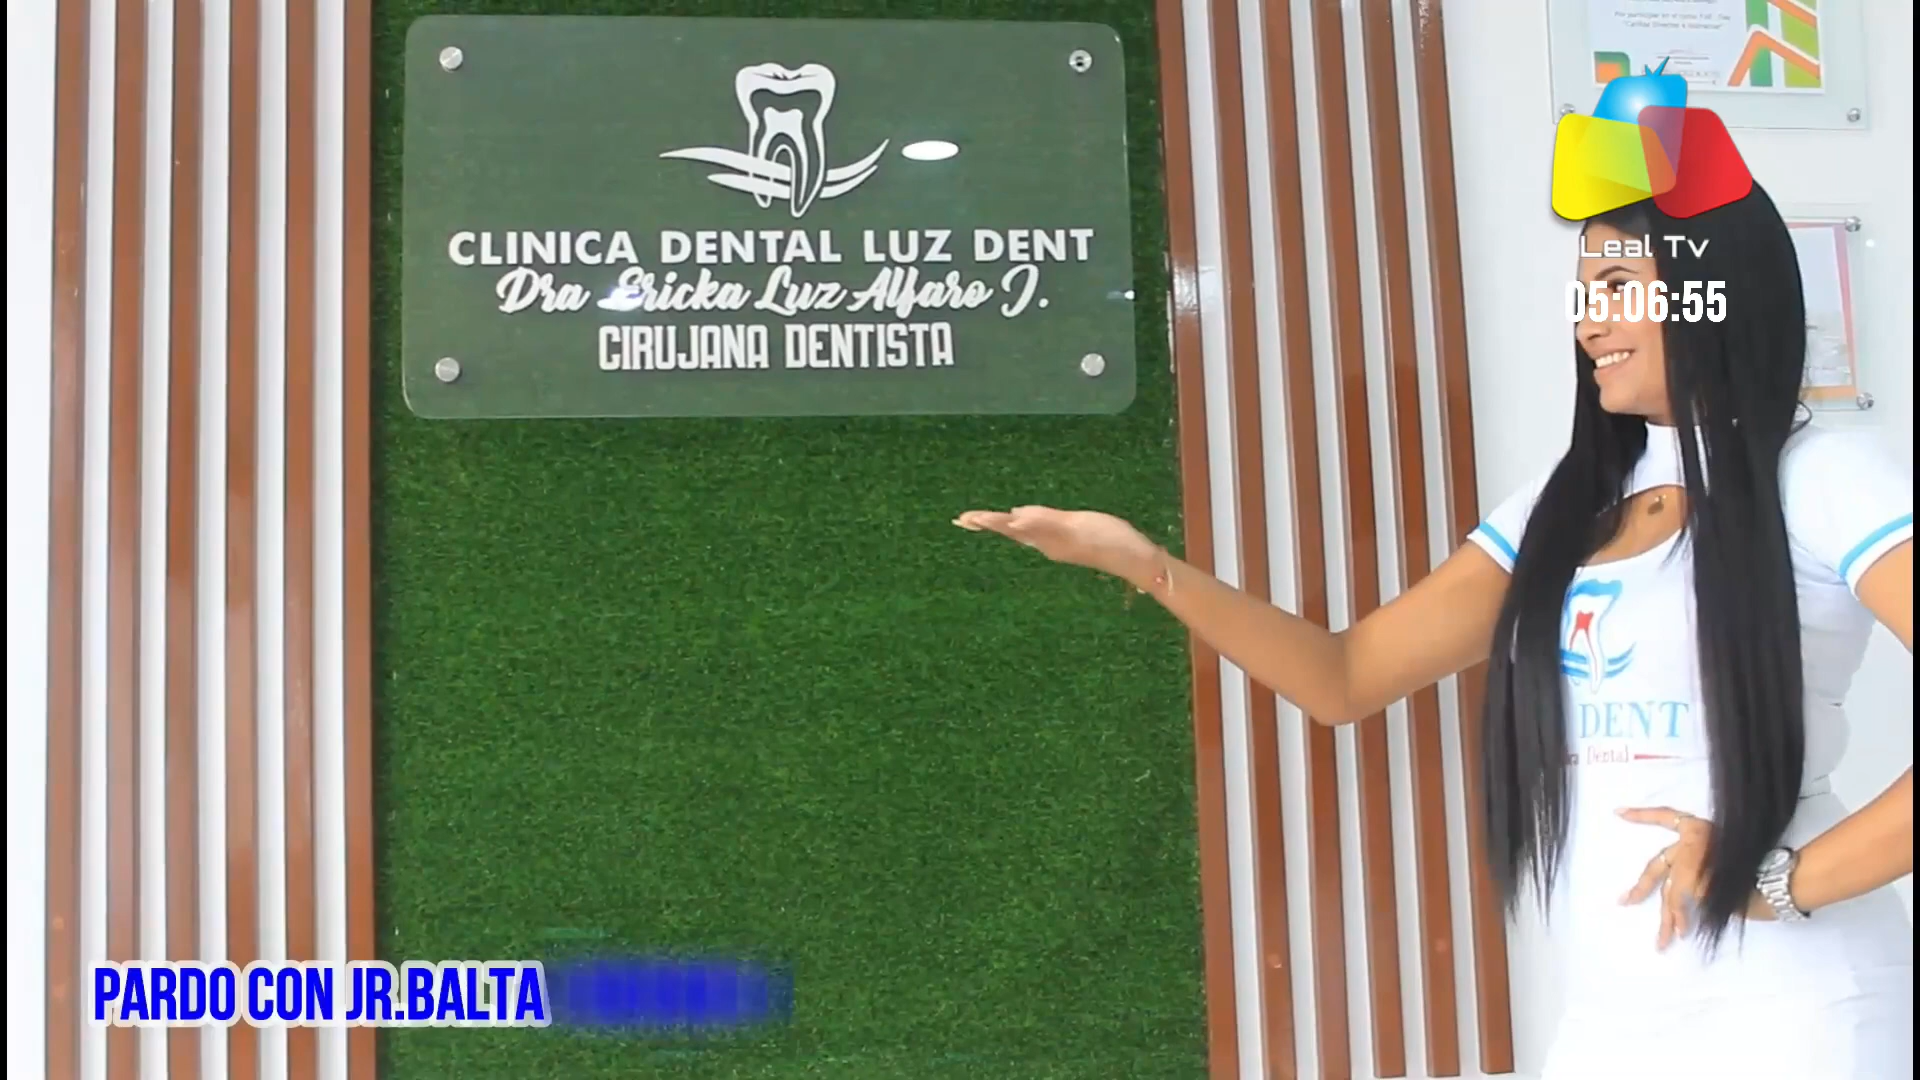 CLINICA DENTAL LUZ DENT
Dra Ericka Luz Alfaro J.
CIRUJANA DENTISTA
Leal Tv
05:06:55
DENT
Dental
PARDO CON JR.BALTA